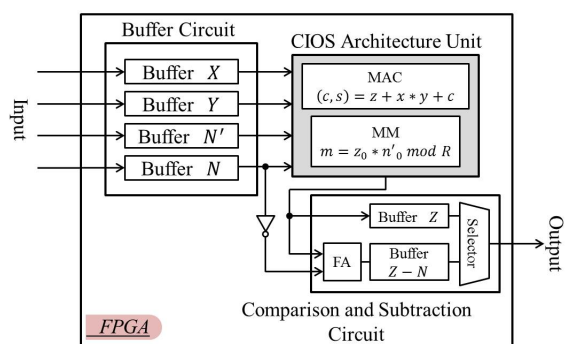 Buffer Circuit
CIOS Architecture Unit
Input
Buffer X
Buffer Y
Buffer N'
Buffer N
MAC
(c, s) = z + x * y + c
MM
m = z₀ * n'₀ mod R
Buffer Z
FA
Buffer
Z − N
Selector
Output
Comparison and Subtraction
Circuit
FPGA